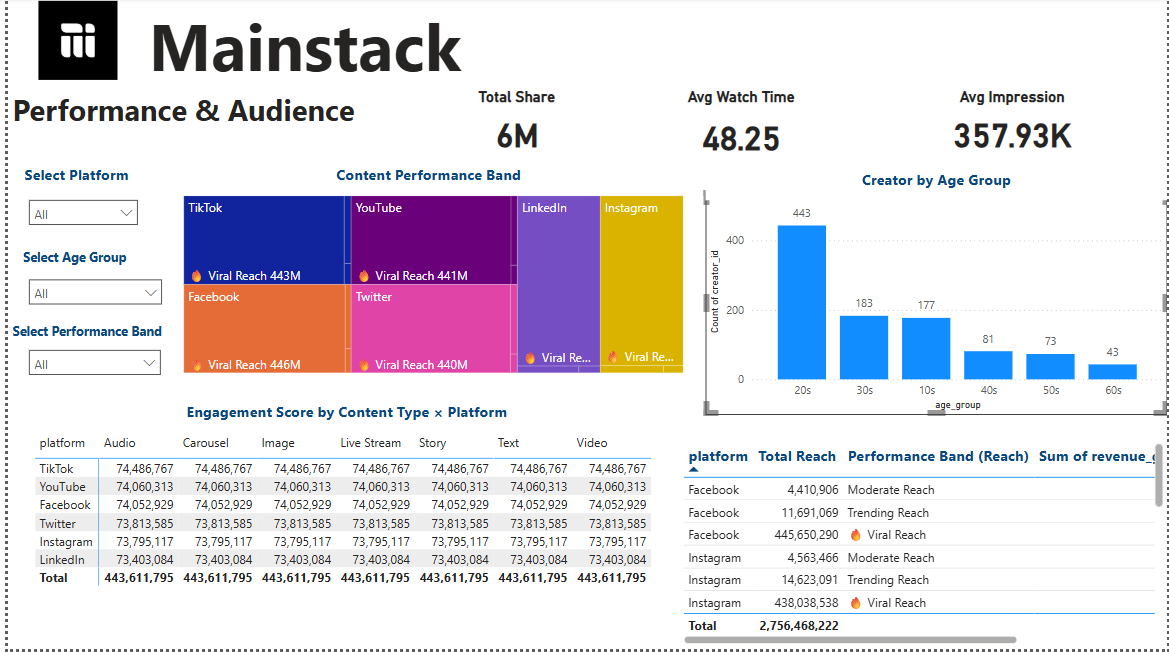 Mainstack
Performance & Audience
Total Share
6M
Avg Watch Time
48.25
Avg Impression
357.93K
Select Platform
All
Select Age Group
All
Select Performance Band
All
Content Performance Band
TikTok
🔥 Viral Reach 443M
YouTube
🔥 Viral Reach 441M
Facebook
🔥 Viral Reach 446M
Twitter
🔥 Viral Reach 440M
LinkedIn
🔥 Viral Re...
Instagram
🔥 Viral Re...
Creator by Age Group
Count of creator_id
400
200
0
443
183
177
81
73
43
20s 30s 10s 40s 50s 60s
age_group
Engagement Score by Content Type × Platform
platform Audio Carousel Image Live Stream Story Text Video
TikTok 74,486,767 74,486,767 74,486,767 74,486,767 74,486,767 74,486,767 74,486,767
YouTube 74,060,313 74,060,313 74,060,313 74,060,313 74,060,313 74,060,313 74,060,313
Facebook 74,052,929 74,052,929 74,052,929 74,052,929 74,052,929 74,052,929 74,052,929
Twitter 73,813,585 73,813,585 73,813,585 73,813,585 73,813,585 73,813,585 73,813,585
Instagram 73,795,117 73,795,117 73,795,117 73,795,117 73,795,117 73,795,117 73,795,117
LinkedIn 73,403,084 73,403,084 73,403,084 73,403,084 73,403,084 73,403,084 73,403,084
Total 443,611,795 443,611,795 443,611,795 443,611,795 443,611,795 443,611,795 443,611,795
platform Total Reach Performance Band (Reach) Sum of revenue_
Facebook 4,410,906 Moderate Reach
Facebook 11,691,069 Trending Reach
Facebook 445,650,290 🔥 Viral Reach
Instagram 4,563,466 Moderate Reach
Instagram 14,623,091 Trending Reach
Instagram 438,038,538 🔥 Viral Reach
Total 2,756,468,222